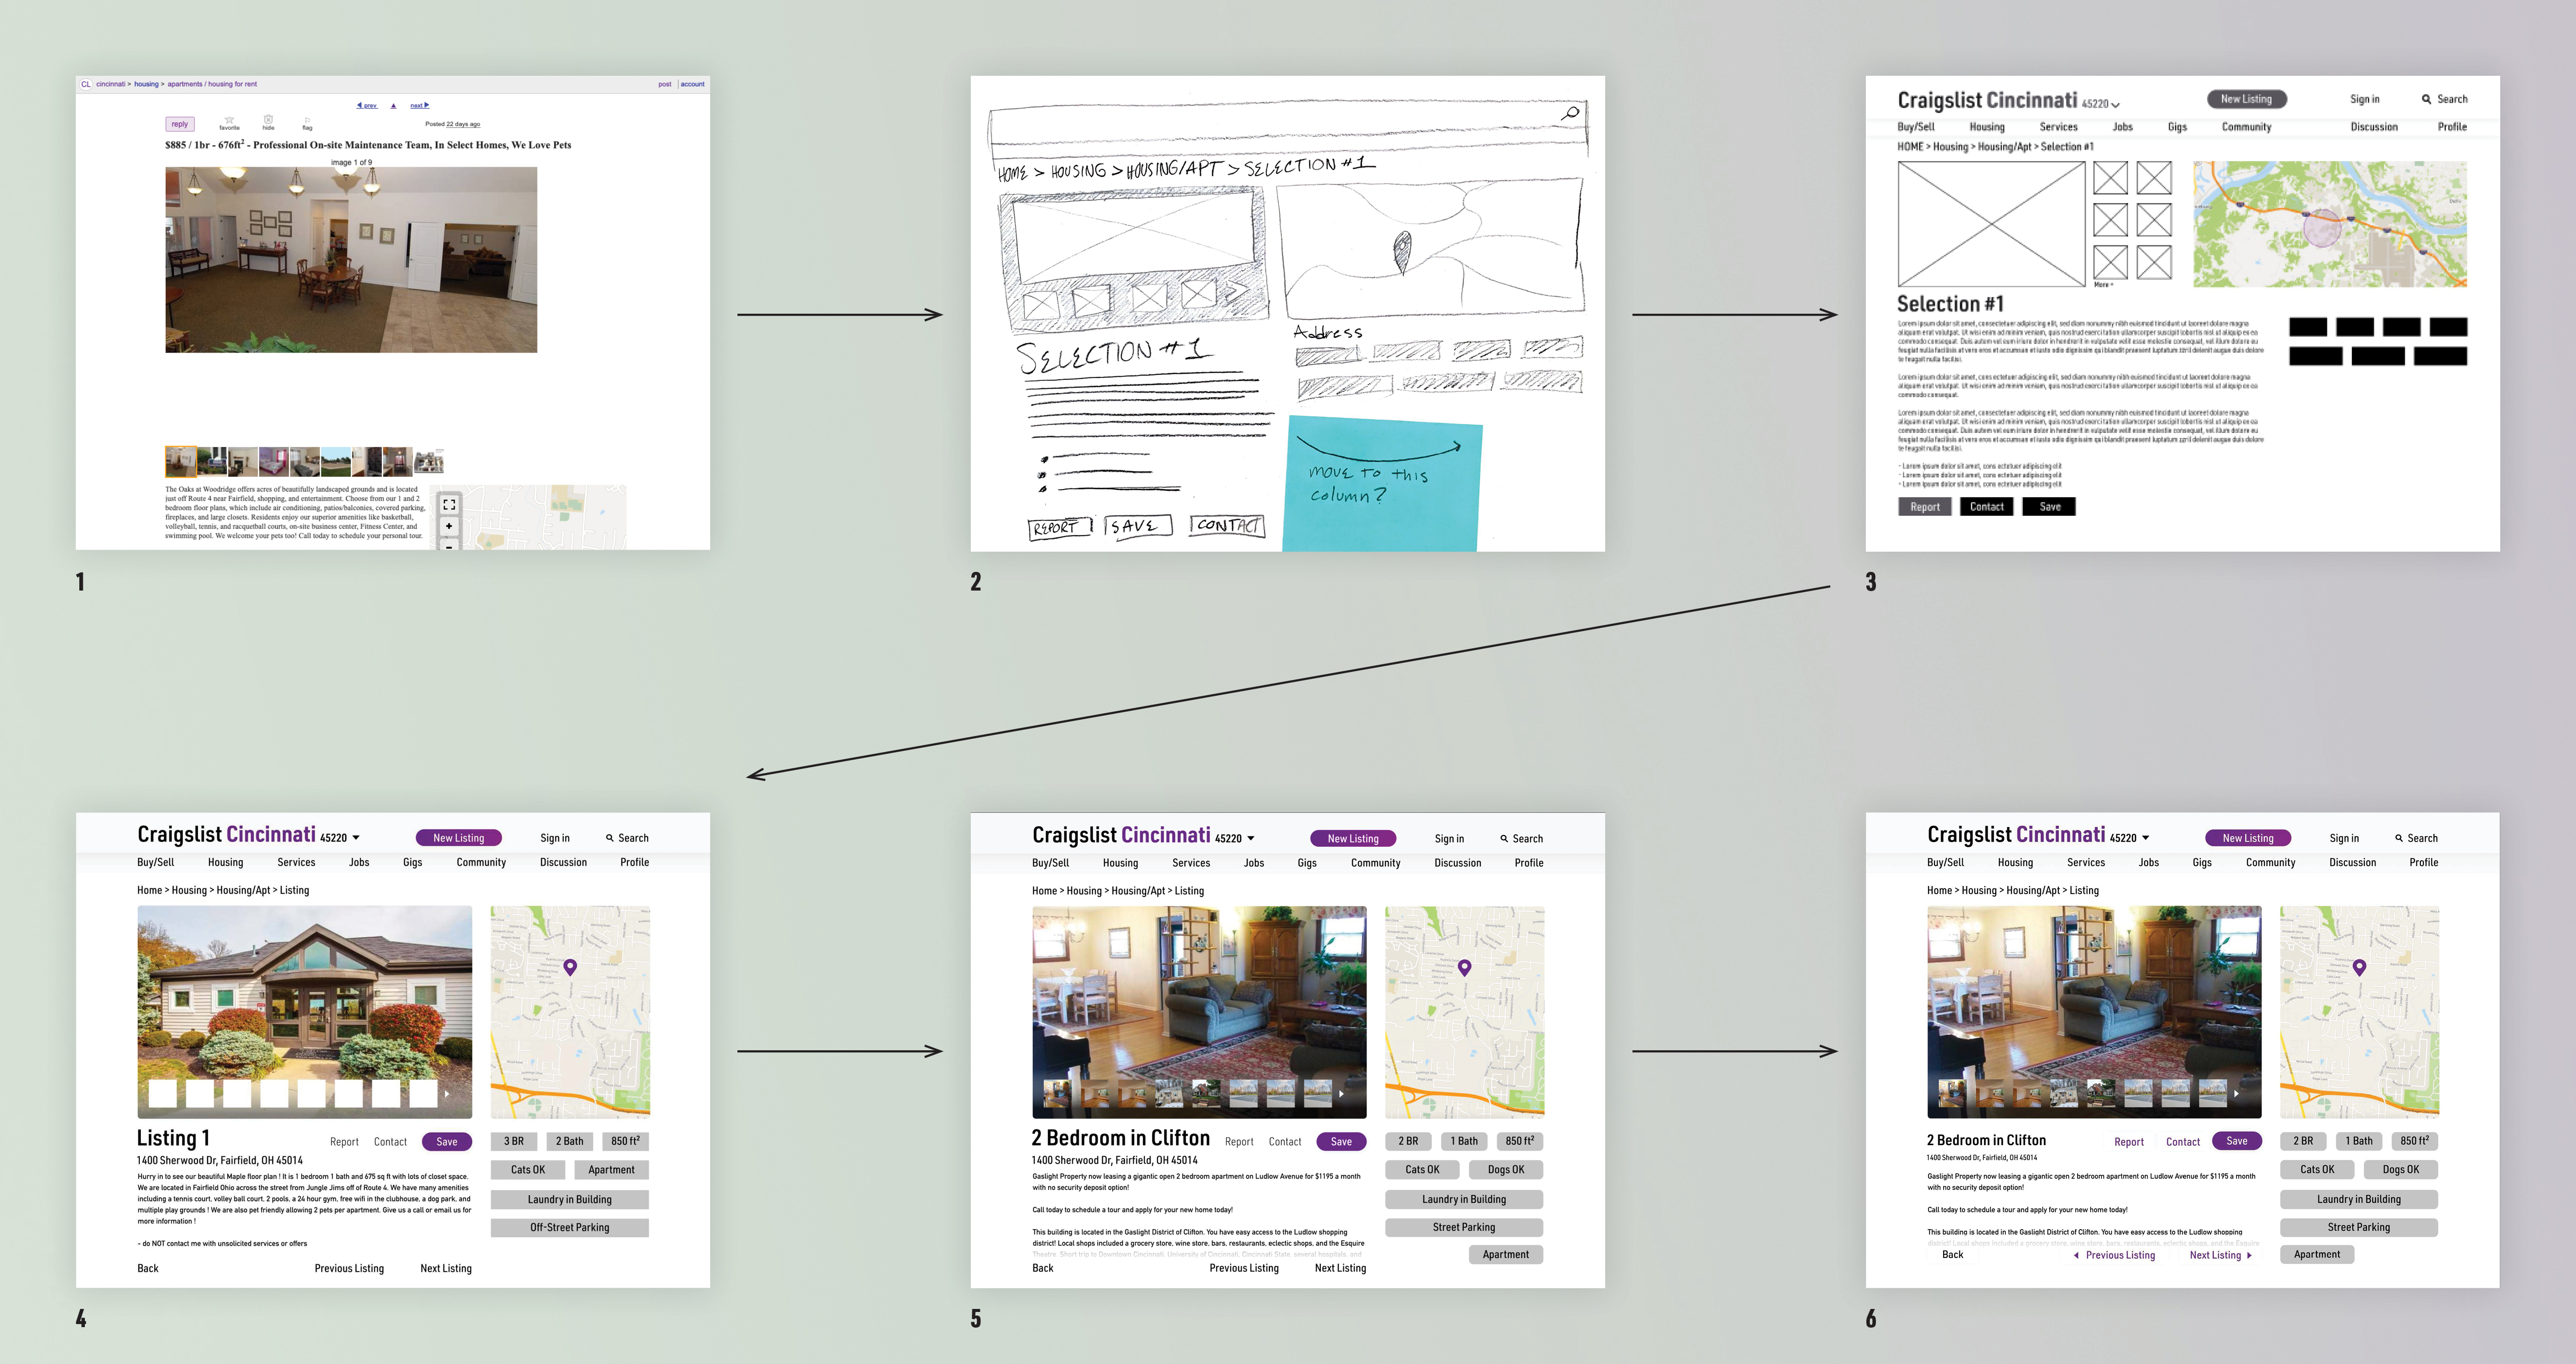 CL cincinnati > housing > apartments / housing for rent
post | account
prev
next
reply
favorite
hide
flag
Posted 22 days ago
$885 / 1br - 676ft² - Professional On-site Maintenance Team, In Select Homes, We Love Pets
image 1 of 9
The Oaks at Woodridge offers acres of beautifully landscaped grounds and is located
just off Route 4 near Fairfield, shopping, and entertainment. Choose from our 1 and 2
bedroom floor plans, which include air conditioning, patios/balconies, covered parking,
fireplaces, and large closets. Residents enjoy our superior amenities like basketball,
volleyball, tennis, and racquetball courts, on-site business center, Fitness Center, and
swimming pool. We welcome your pets too! Call today to schedule your personal tour.
+
−
1
HOME > HOUSING > HOUSING/APT > SELECTION #1
Address
SELECTION #1
MOVE TO THIS
COLUMN?
REPORT
SAVE
CONTACT
2
Craigslist Cincinnati 45220
New Listing
Sign in
Search
Buy/Sell
Housing
Services
Jobs
Gigs
Community
Discussion
Profile
HOME > Housing > Housing/Apt > Selection #1
More
Selection #1
Lorem ipsum dolor sit amet, consectetuer adipiscing elit, sed diam nonummy nibh euismod tincidunt ut laoreet dolore magna
aliquam erat volutpat. Ut wisi enim ad minim veniam, quis nostrud exerci tation ullamcorper suscipit lobortis nisl ut aliquip ex ea
commodo consequat. Duis autem vel eum iriure dolor in hendrerit in vulputate velit esse molestie consequat, vel illum dolore eu
feugiat nulla facilisis at vero eros et accumsan et iusto odio dignissim qui blandit praesent luptatum zzril delenit augue duis dolore
te feugait nulla facilisi.
Lorem ipsum dolor sit amet, cons ectetuer adipiscing elit, sed diam nonummy nibh euismod tincidunt ut laoreet dolore magna
aliquam erat volutpat. Ut wisi enim ad minim veniam, quis nostrud exerci tation ullamcorper suscipit lobortis nisl ut aliquip ex ea
commodo consequat.
Lorem ipsum dolor sit amet, consectetuer adipiscing elit, sed diam nonummy nibh euismod tincidunt ut laoreet dolore magna
aliquam erat volutpat. Ut wisi enim ad minim veniam, quis nostrud exerci tation ullamcorper suscipit lobortis nisl ut aliquip ex ea
commodo consequat. Duis autem vel eum iriure dolor in hendrerit in vulputate velit esse molestie consequat, vel illum dolore eu
feugiat nulla facilisis at vero eros et accumsan et iusto odio dignissim qui blandit praesent luptatum zzril delenit augue duis dolore
te feugait nulla facilisi.
- Lorem ipsum dolor sit amet, cons ectetuer adipiscing elit
- Lorem ipsum dolor sit amet, cons ectetuer adipiscing elit
- Lorem ipsum dolor sit amet, cons ectetuer adipiscing elit
Report
Contact
Save
3
Craigslist Cincinnati 45220
New Listing
Sign in
Search
Buy/Sell
Housing
Services
Jobs
Gigs
Community
Discussion
Profile
Home > Housing > Housing/Apt > Listing
Listing 1
Report
Contact
Save
1400 Sherwood Dr, Fairfield, OH 45014
Hurry in to see our beautiful Maple floor plan ! It is 1 bedroom 1 bath and 675 sq ft with lots of closet space.
We are located in Fairfield Ohio across the street from Jungle Jims off of Route 4. We have many amenities
including a tennis court, volley ball court, 2 pools, a 24 hour gym, free wifi in the clubhouse, a dog park, and
multiple play grounds ! We are also pet friendly allowing 2 pets per apartment. Give us a call or email us for
more information !
- do NOT contact me with unsolicited services or offers
3 BR
2 Bath
850 ft²
Cats OK
Apartment
Laundry in Building
Off-Street Parking
Back
Previous Listing
Next Listing
4
Craigslist Cincinnati 45220
New Listing
Sign in
Search
Buy/Sell
Housing
Services
Jobs
Gigs
Community
Discussion
Profile
Home > Housing > Housing/Apt > Listing
2 Bedroom in Clifton
Report
Contact
Save
1400 Sherwood Dr, Fairfield, OH 45014
Gaslight Property now leasing a gigantic open 2 bedroom apartment on Ludlow Avenue for $1195 a month
with no security deposit option!
Call today to schedule a tour and apply for your new home today!
This building is located in the Gaslight District of Clifton. You have easy access to the Ludlow shopping
district! Local shops included a grocery store, wine store, bars, restaurants, eclectic shops, and the Esquire
Theatre. Short trip to Downtown Cincinnati, University of Cincinnati, Cincinnati State, several hospitals, and
2 BR
1 Bath
850 ft²
Cats OK
Dogs OK
Laundry in Building
Street Parking
Apartment
Back
Previous Listing
Next Listing
5
Craigslist Cincinnati 45220
New Listing
Sign in
Search
Buy/Sell
Housing
Services
Jobs
Gigs
Community
Discussion
Profile
Home > Housing > Housing/Apt > Listing
2 Bedroom in Clifton
Report
Contact
Save
1400 Sherwood Dr, Fairfield, OH 45014
Gaslight Property now leasing a gigantic open 2 bedroom apartment on Ludlow Avenue for $1195 a month
with no security deposit option!
Call today to schedule a tour and apply for your new home today!
This building is located in the Gaslight District of Clifton. You have easy access to the Ludlow shopping
district! Local shops included a grocery store, wine store, bars, restaurants, eclectic shops, and the Esquire
2 BR
1 Bath
850 ft²
Cats OK
Dogs OK
Laundry in Building
Street Parking
Apartment
Back
Previous Listing
Next Listing
6